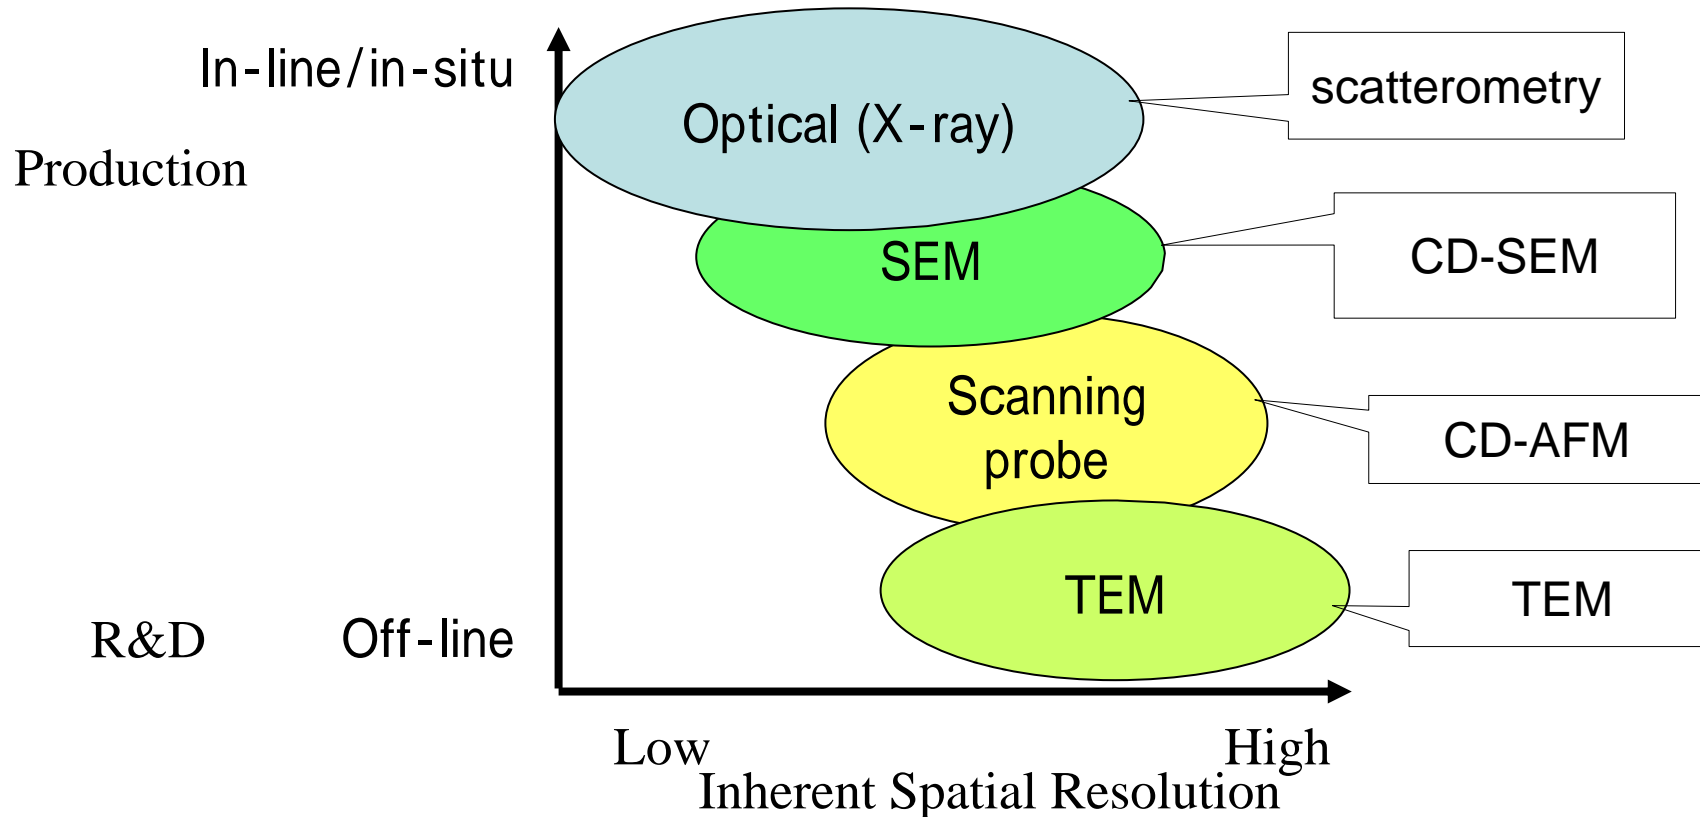 In-line/in-situ
Optical (X-ray)
scatterometry
Production
SEM
CD-SEM
Scanning
probe
CD-AFM
TEM
TEM
R&D
Off-line
Low
High
Inherent Spatial Resolution